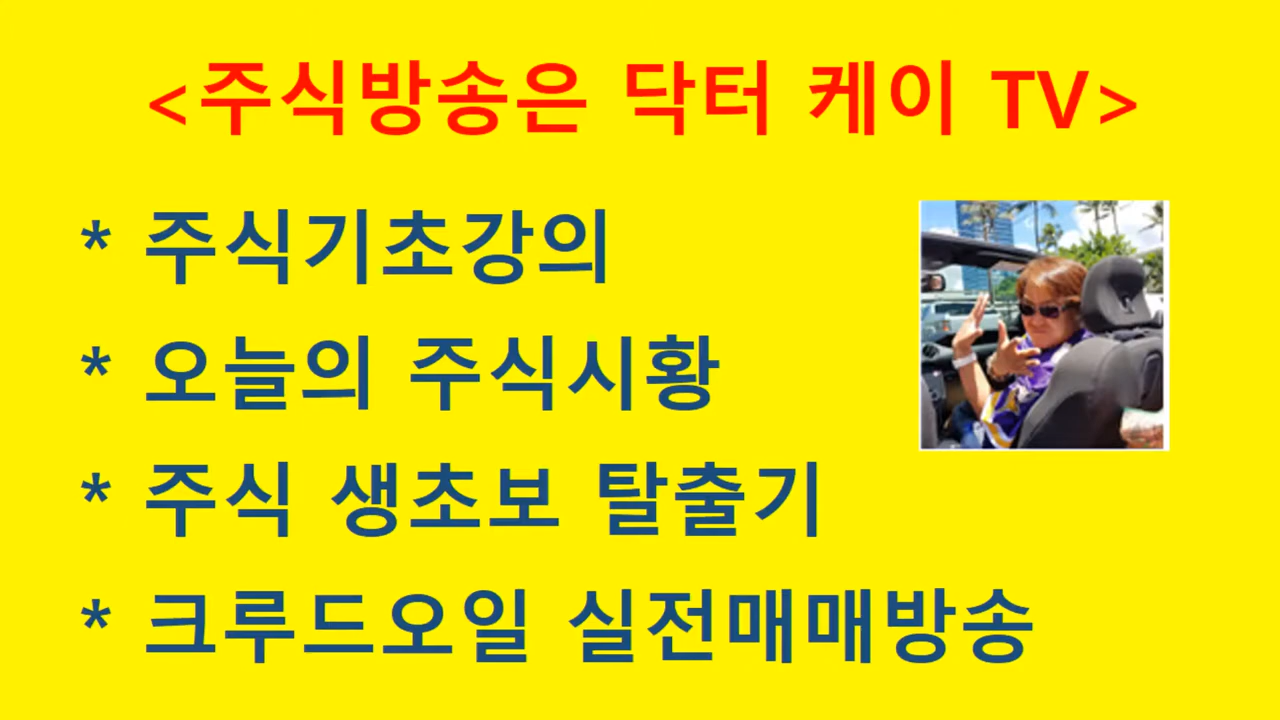 <주식방송은 닥터 케이 TV>
* 주식기초강의
* 오늘의 주식시황
* 주식 생초보 탈출기
* 크루드오일 실전매매방송